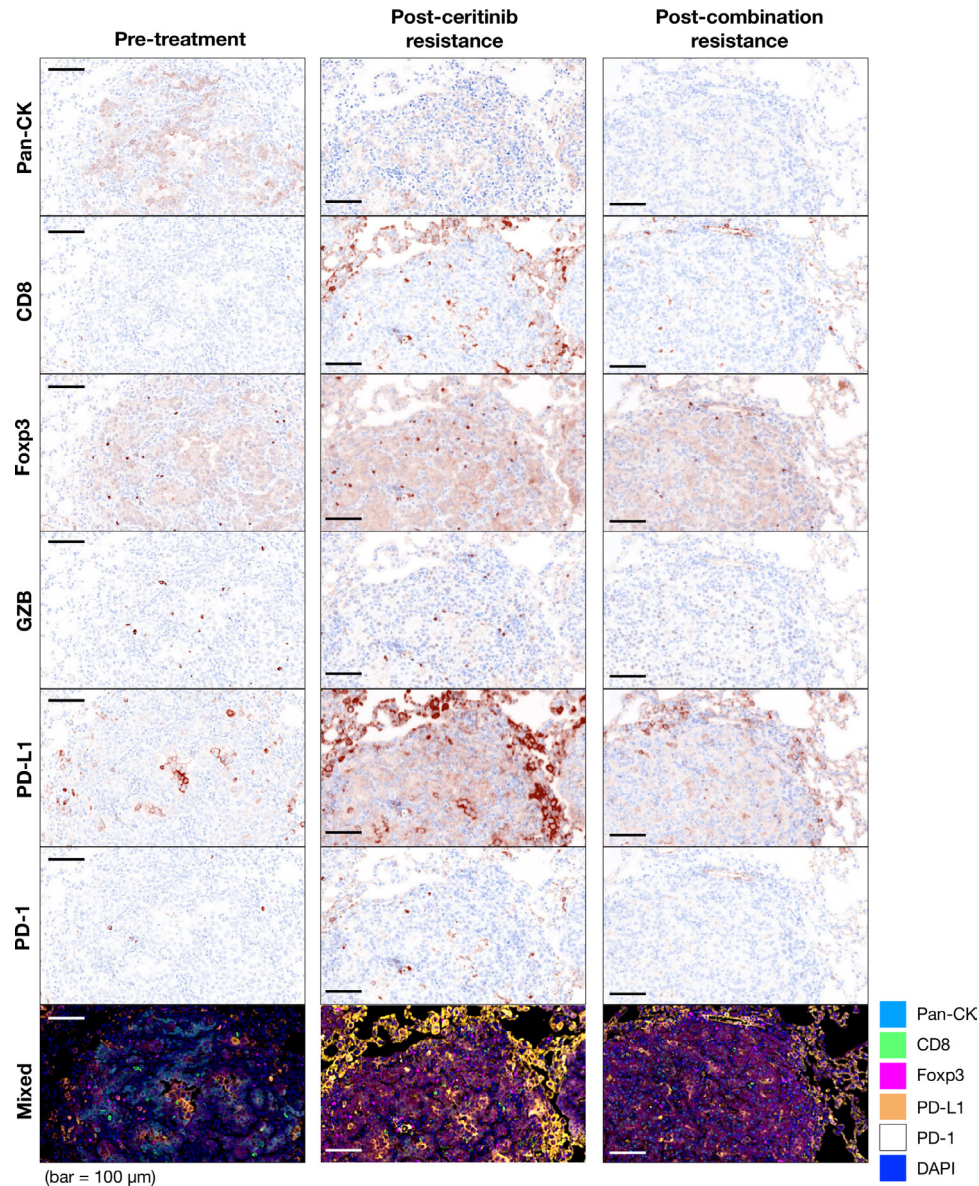 Pre-treatment
Post-ceritinib
resistance
Post-combination
resistance
Pan-CK
CD8
Foxp3
GZB
PD-L1
PD-1
Mixed
Pan-CK
CD8
Foxp3
PD-L1
PD-1
DAPI
(bar = 100 µm)